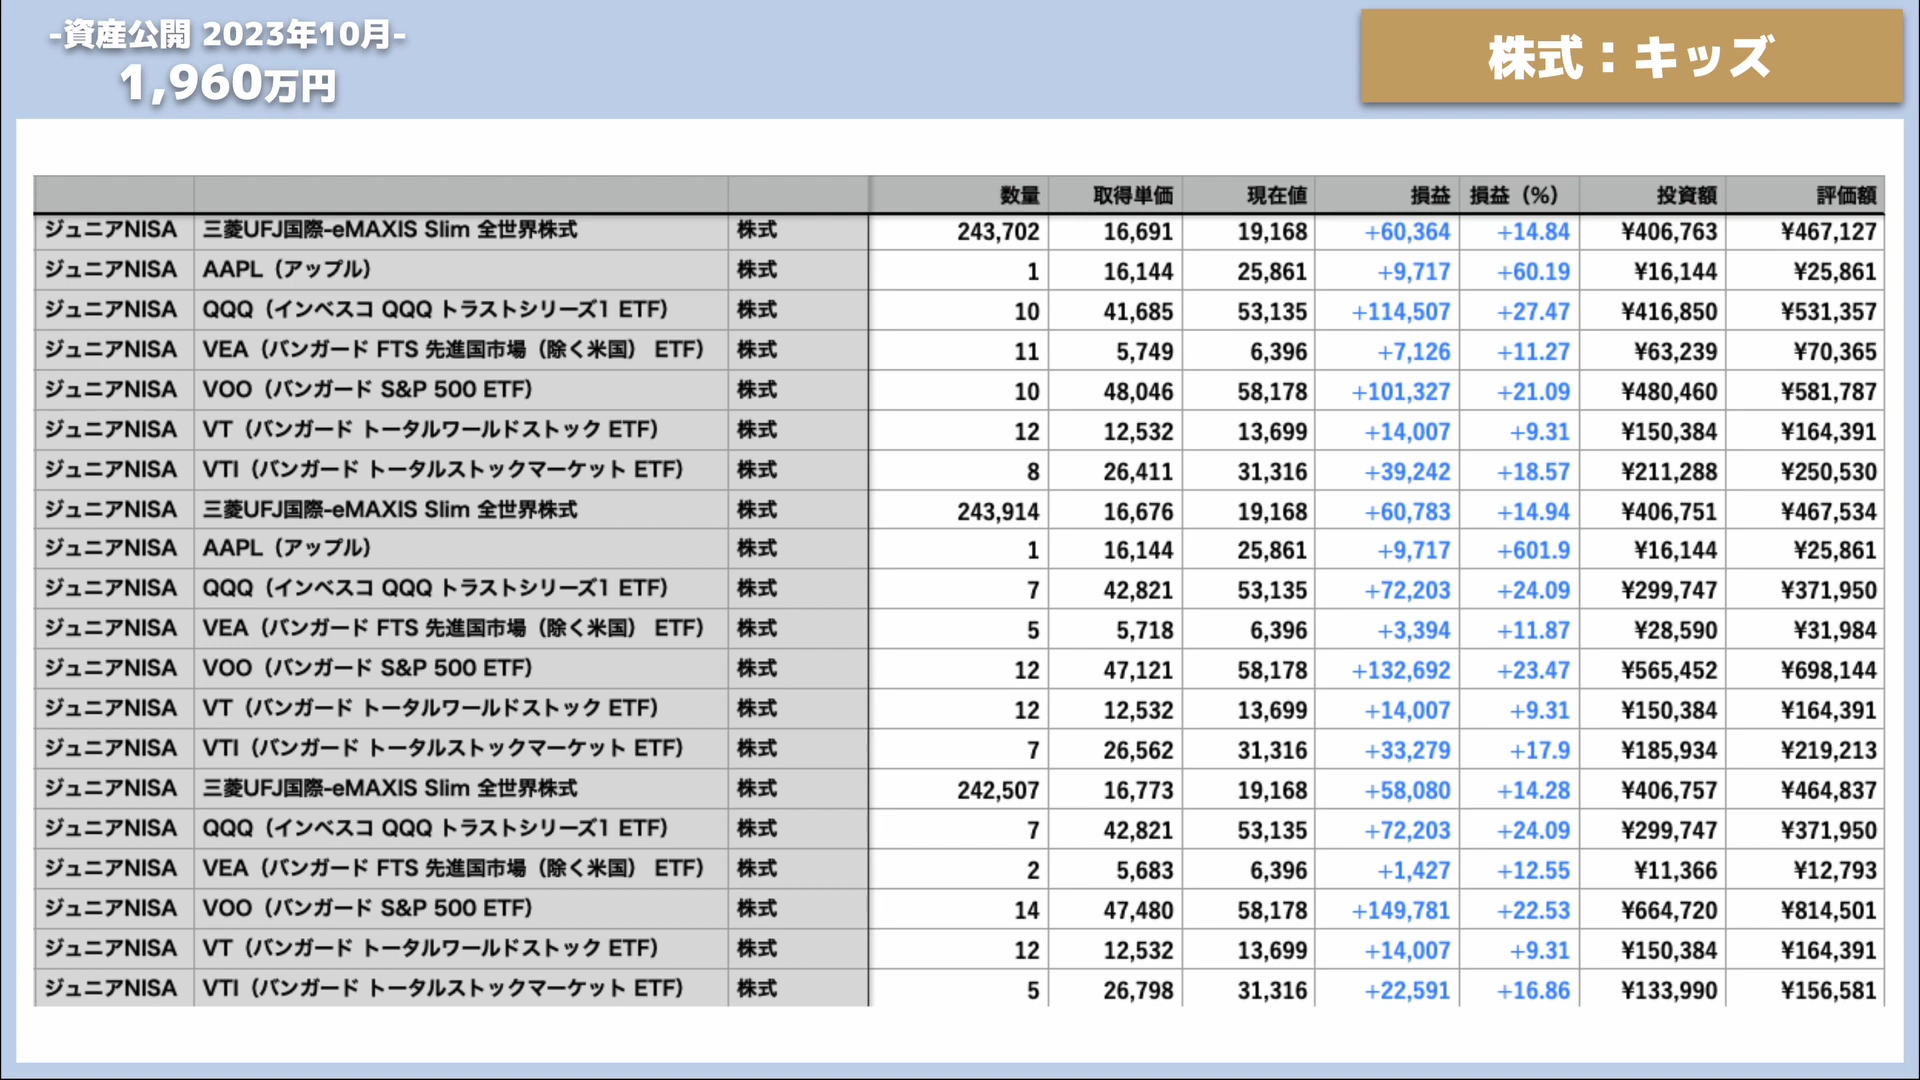 -資産公開 2023年10月-
1,960万円
株式：キッズ
数量 取得単価 現在値 損益 損益（%） 投資額 評価額
ジュニアNISA 三菱UFJ国際-eMAXIS Slim 全世界株式 株式 243,702 16,691 19,168 +60,364 +14.84 ¥406,763 ¥467,127
ジュニアNISA AAPL（アップル） 株式 1 16,144 25,861 +9,717 +60.19 ¥16,144 ¥25,861
ジュニアNISA QQQ（インベスコ QQQ トラストシリーズ1 ETF） 株式 10 41,685 53,135 +114,507 +27.47 ¥416,850 ¥531,357
ジュニアNISA VEA（バンガード FTS 先進国市場（除く米国） ETF） 株式 11 5,749 6,396 +7,126 +11.27 ¥63,239 ¥70,365
ジュニアNISA VOO（バンガード S&P 500 ETF） 株式 10 48,046 58,178 +101,327 +21.09 ¥480,460 ¥581,787
ジュニアNISA VT（バンガード トータルワールドストック ETF） 株式 12 12,532 13,699 +14,007 +9.31 ¥150,384 ¥164,391
ジュニアNISA VTI（バンガード トータルストックマーケット ETF） 株式 8 26,411 31,316 +39,242 +18.57 ¥211,288 ¥250,530
ジュニアNISA 三菱UFJ国際-eMAXIS Slim 全世界株式 株式 243,914 16,676 19,168 +60,783 +14.94 ¥406,751 ¥467,534
ジュニアNISA AAPL（アップル） 株式 1 16,144 25,861 +9,717 +601.9 ¥16,144 ¥25,861
ジュニアNISA QQQ（インベスコ QQQ トラストシリーズ1 ETF） 株式 7 42,821 53,135 +72,203 +24.09 ¥299,747 ¥371,950
ジュニアNISA VEA（バンガード FTS 先進国市場（除く米国） ETF） 株式 5 5,718 6,396 +3,394 +11.87 ¥28,590 ¥31,984
ジュニアNISA VOO（バンガード S&P 500 ETF） 株式 12 47,121 58,178 +132,692 +23.47 ¥565,452 ¥698,144
ジュニアNISA VT（バンガード トータルワールドストック ETF） 株式 12 12,532 13,699 +14,007 +9.31 ¥150,384 ¥164,391
ジュニアNISA VTI（バンガード トータルストックマーケット ETF） 株式 7 26,562 31,316 +33,279 +17.9 ¥185,934 ¥219,213
ジュニアNISA 三菱UFJ国際-eMAXIS Slim 全世界株式 株式 242,507 16,773 19,168 +58,080 +14.28 ¥406,757 ¥464,837
ジュニアNISA QQQ（インベスコ QQQ トラストシリーズ1 ETF） 株式 7 42,821 53,135 +72,203 +24.09 ¥299,747 ¥371,950
ジュニアNISA VEA（バンガード FTS 先進国市場（除く米国） ETF） 株式 2 5,683 6,396 +1,427 +12.55 ¥11,366 ¥12,793
ジュニアNISA VOO（バンガード S&P 500 ETF） 株式 14 47,480 58,178 +149,781 +22.53 ¥664,720 ¥814,501
ジュニアNISA VT（バンガード トータルワールドストック ETF） 株式 12 12,532 13,699 +14,007 +9.31 ¥150,384 ¥164,391
ジュニアNISA VTI（バンガード トータルストックマーケット ETF） 株式 5 26,798 31,316 +22,591 +16.86 ¥133,990 ¥156,581